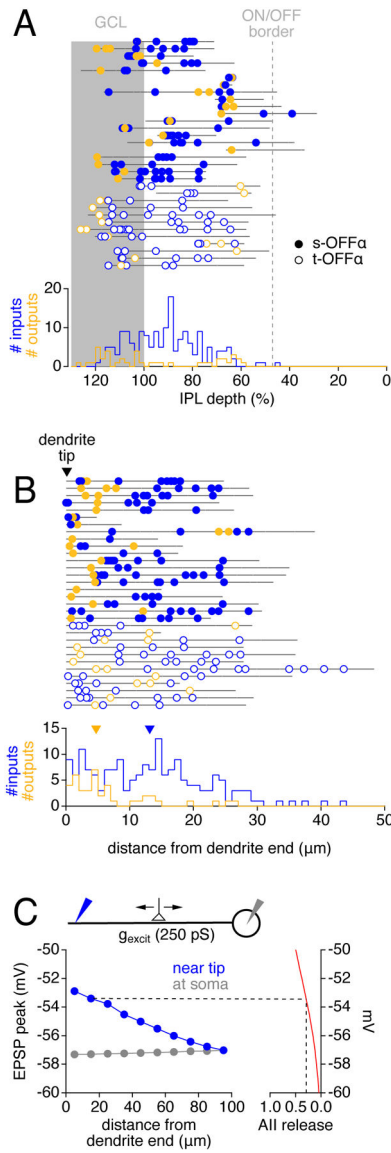 A
GCL
ON/OFF
border
s-OFFα
t-OFFα
# inputs
# outputs
20
10
0
120
100
80
60
40
20
0
IPL depth (%)
dendrite
tip
B
#inputs
#outputs
15
10
5
0
0
10
20
30
40
50
distance from dendrite end (μm)
C
gexcit (250 pS)
EPSP peak (mV)
-50
-52
-54
-56
-58
-60
near tip
at soma
0
20
40
60
80
100
distance from
dendrite end (μm)
-50
-52
-54
-56
-58
-60
mV
1.0
0.5
0.0
AII release